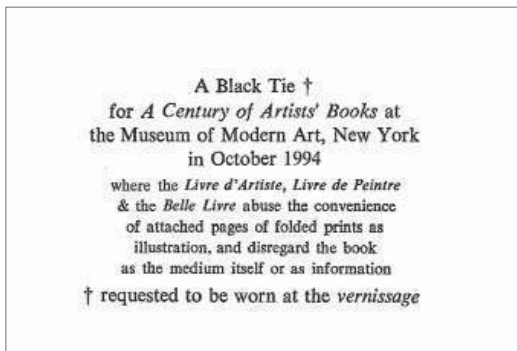 A Black Tie †
for A Century of Artists' Books at
the Museum of Modern Art, New York
in October 1994
where the Livre d'Artiste, Livre de Peintre
& the Belle Livre abuse the convenience
of attached pages of folded prints as
illustration, and disregard the book
as the medium itself or as information
† requested to be worn at the vernissage